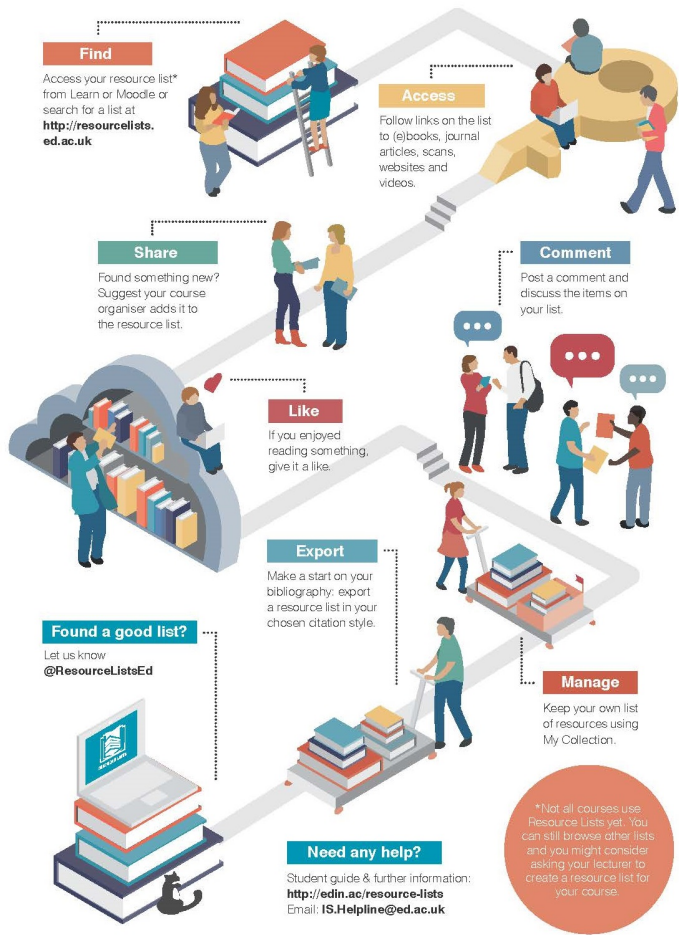 Find
Access your resource list*
from Learn or Moodle or
search for a list at
http://resourcelists.
ed.ac.uk
Access
Follow links on the list
to (e)books, journal
articles, scans,
websites and
videos.
Share
Found something new?
Suggest your course
organiser adds it to
the resource list.
Comment
Post a comment and
discuss the items on
your list.
Like
If you enjoyed
reading something,
give it a like.
Export
Make a start on your
bibliography: export
a resource list in your
chosen citation style.
Found a good list?
Let us know
@ResourceListsEd
Manage
Keep your own list
of resources using
My Collection.
*Not all courses use
Resource Lists yet. You
can still browse other lists
and you might consider
asking your lecturer to
create a resource list for
your course.
Need any help?
Student guide & further information:
http://edin.ac/resource-lists
Email: IS.Helpline@ed.ac.uk